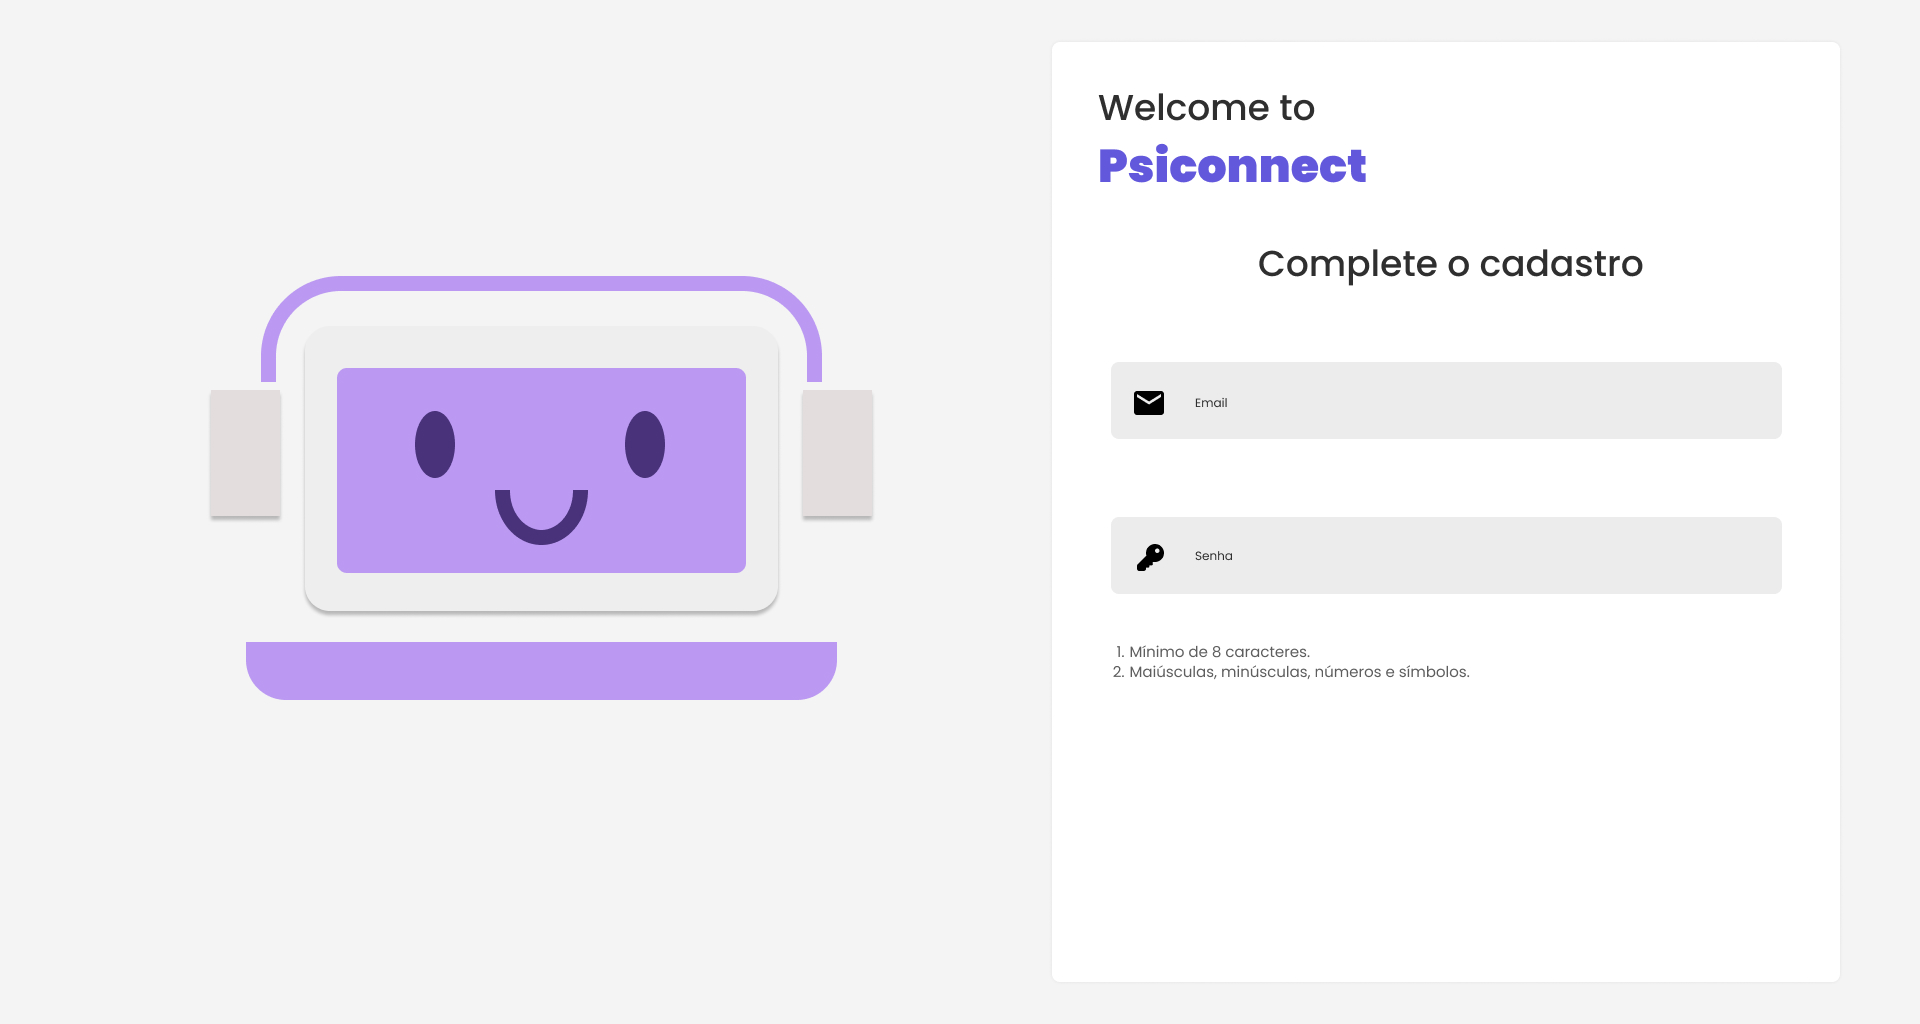 Welcome to
Psiconnect
Complete o cadastro
Email
Senha
1. Mínimo de 8 caracteres.
2. Maiúsculas, minúsculas, números e símbolos.